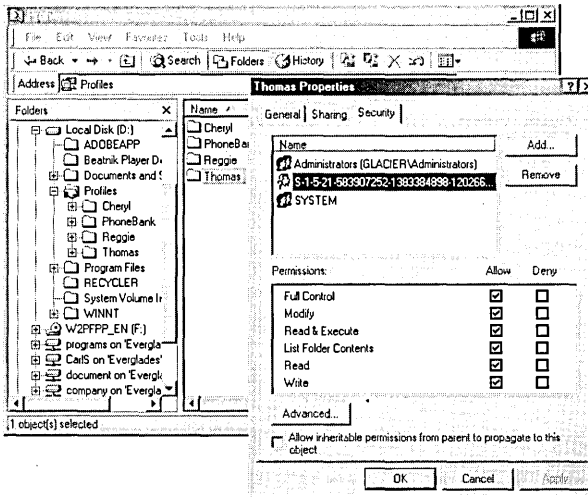 File Edit View Favorites Tools Help
Back Search Folders History
Address Profiles
Folders
Local Disk (D:)
ADOBEAPP
Beatnik Player D
Documents and S
Profiles
Cheryl
PhoneBank
Reggie
Thomas
Program Files
RECYCLER
System Volume Ir
WINNT
W2PFPP_EN (F:)
programs on 'Evergla
CarlS on 'Everglades'
document on 'Evergl
company on 'Evergla
1 object(s) selected
Name
Cheryl
PhoneBa
Reggie
Thomas
Thomas Properties
General Sharing Security
Name
Administrators (GLACIER\Administrators)
S-1-5-21-583907252-1383384898-120266...
SYSTEM
Add...
Remove
Permissions: Allow Deny
Full Control
Modify
Read & Execute
List Folder Contents
Read
Write
Advanced...
Allow inheritable permissions from parent to propagate to this
object
OK Cancel Apply